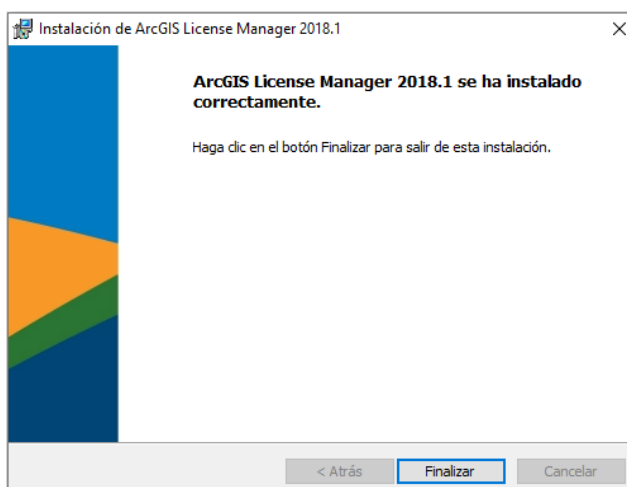 Instalación de ArcGIS License Manager 2018.1
ArcGIS License Manager 2018.1 se ha instalado
correctamente.
Haga clic en el botón Finalizar para salir de esta instalación.
< Atrás
Finalizar
Cancelar